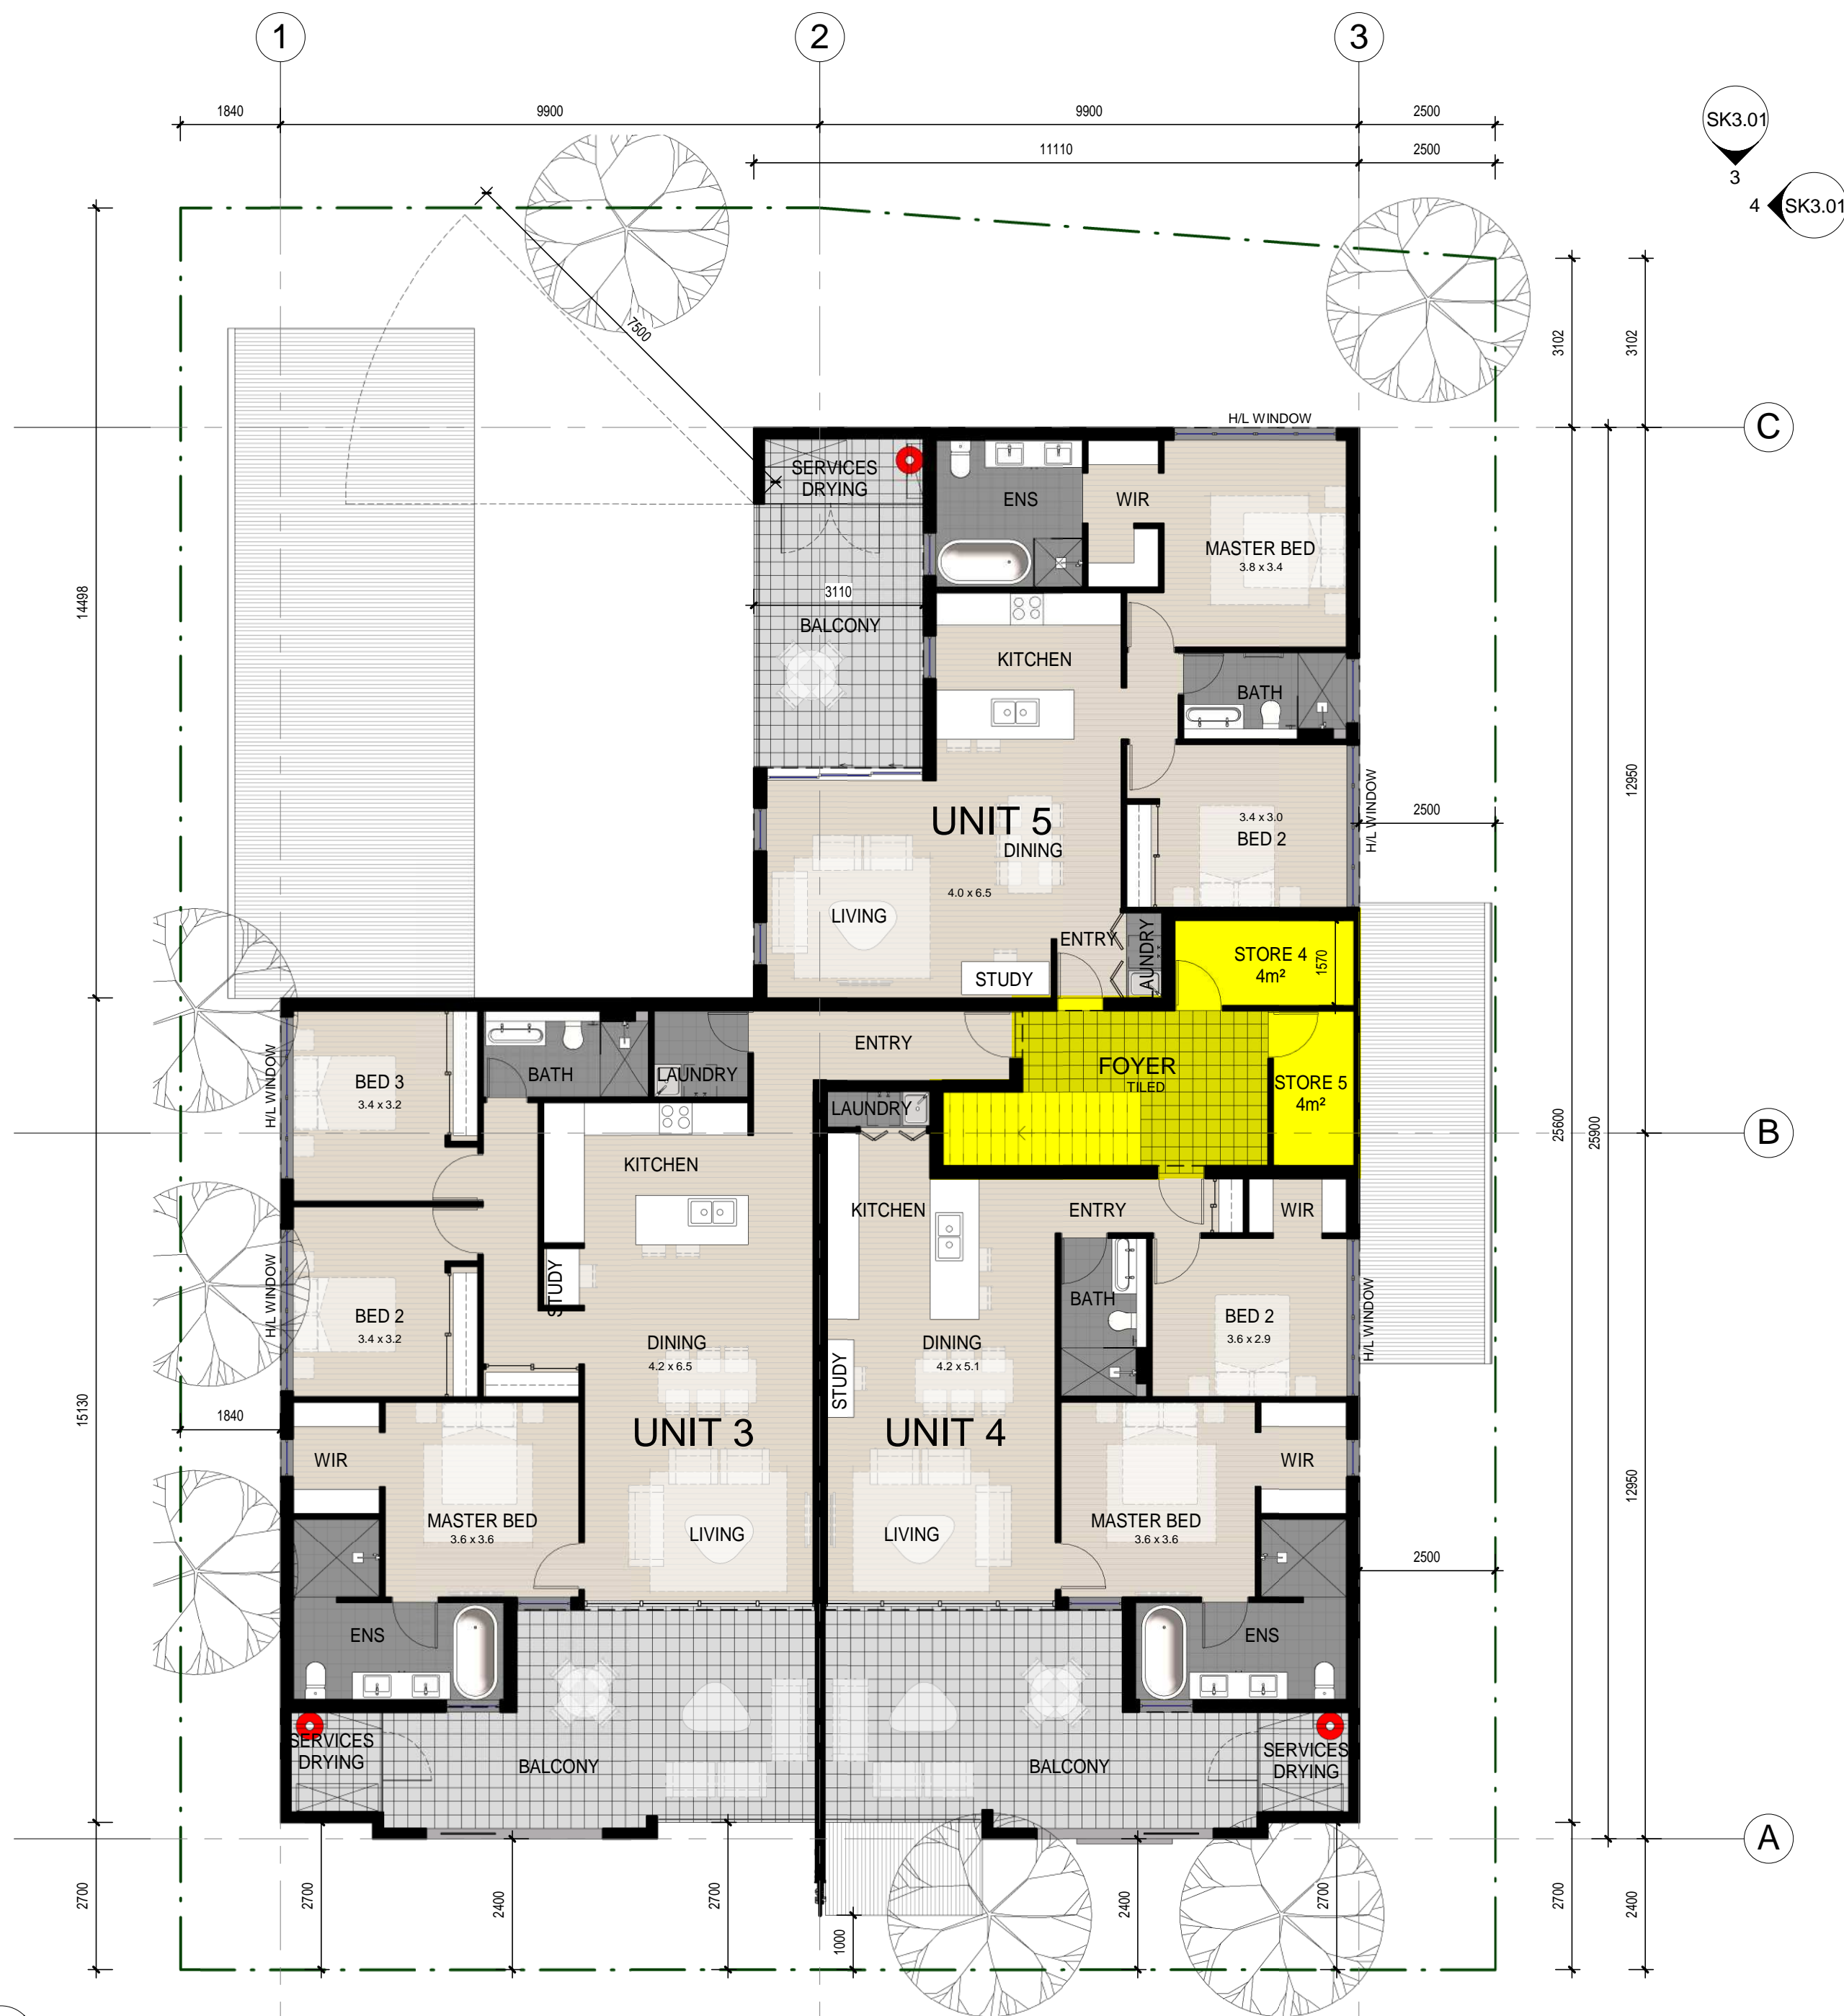 1
2
3
1840
9900
9900
2500
11110
2500
SK3.01
3
4
SK3.01
7500
3102
3102
H/L WINDOW
C
SERVICES
DRYING
ENS
WIR
MASTER BED
3.8 x 3.4
14498
3110
BALCONY
KITCHEN
BATH
12950
H/L WINDOW
2500
UNIT 5
DINING
3.4 x 3.0
BED 2
4.0 x 6.5
LIVING
ENTRY
LAUNDRY
STORE 4
4m²
1570
STUDY
ENTRY
FOYER
TILED
STORE 5
4m²
H/L WINDOW
BED 3
3.4 x 3.2
BATH
LAUNDRY
LAUNDRY
25600
25900
B
KITCHEN
KITCHEN
ENTRY
WIR
H/L WINDOW
STUDY
BED 2
3.4 x 3.2
BATH
BED 2
3.6 x 2.9
H/L WINDOW
DINING
4.2 x 6.5
STUDY
DINING
4.2 x 5.1
15130
1840
UNIT 3
UNIT 4
WIR
WIR
12950
MASTER BED
3.6 x 3.6
LIVING
LIVING
MASTER BED
3.6 x 3.6
2500
ENS
ENS
SERVICES
DRYING
BALCONY
BALCONY
SERVICES
DRYING
A
2700
2700
2400
2700
1000
2400
2700
2700
2400